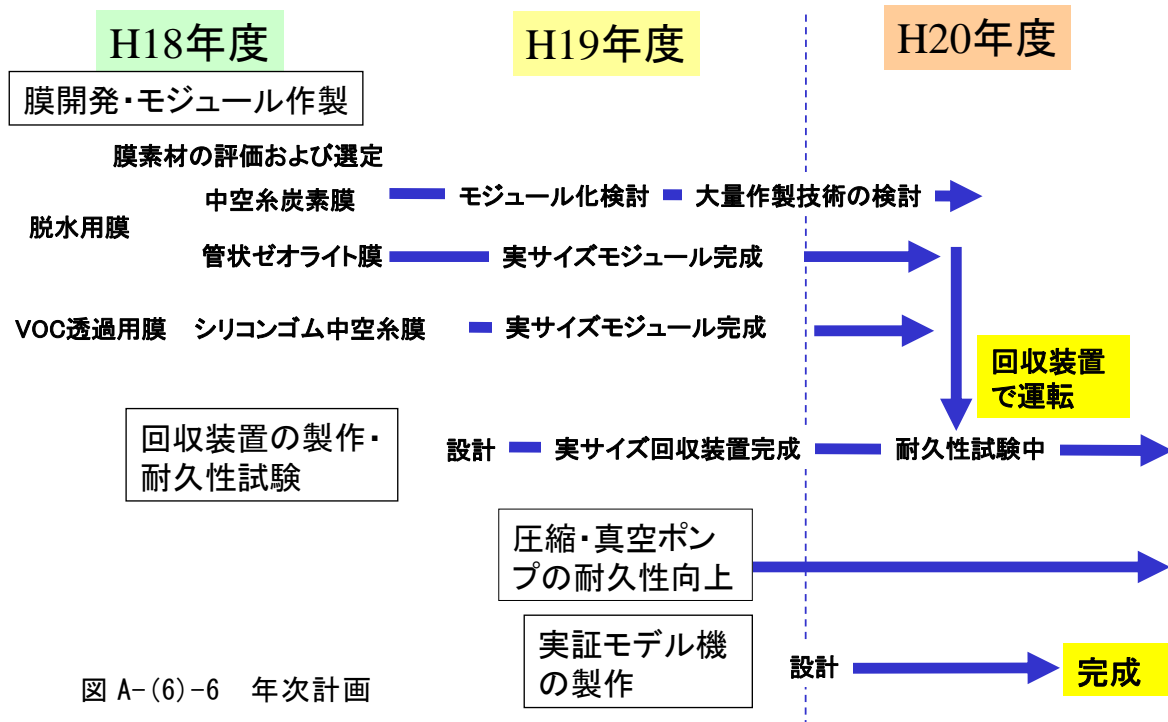 H18年度
H19年度
H20年度
膜開発・モジュール作製
膜素材の評価および選定
脱水用膜
中空糸炭素膜
モジュール化検討
大量作製技術の検討
管状ゼオライト膜
実サイズモジュール完成
VOC透過用膜
シリコンゴム中空糸膜
実サイズモジュール完成
回収装置
で運転
回収装置の製作・
耐久性試験
設計
実サイズ回収装置完成
耐久性試験中
圧縮・真空ポン
プの耐久性向上
実証モデル機
の製作
設計
完成
図 A-(6)-6 年次計画